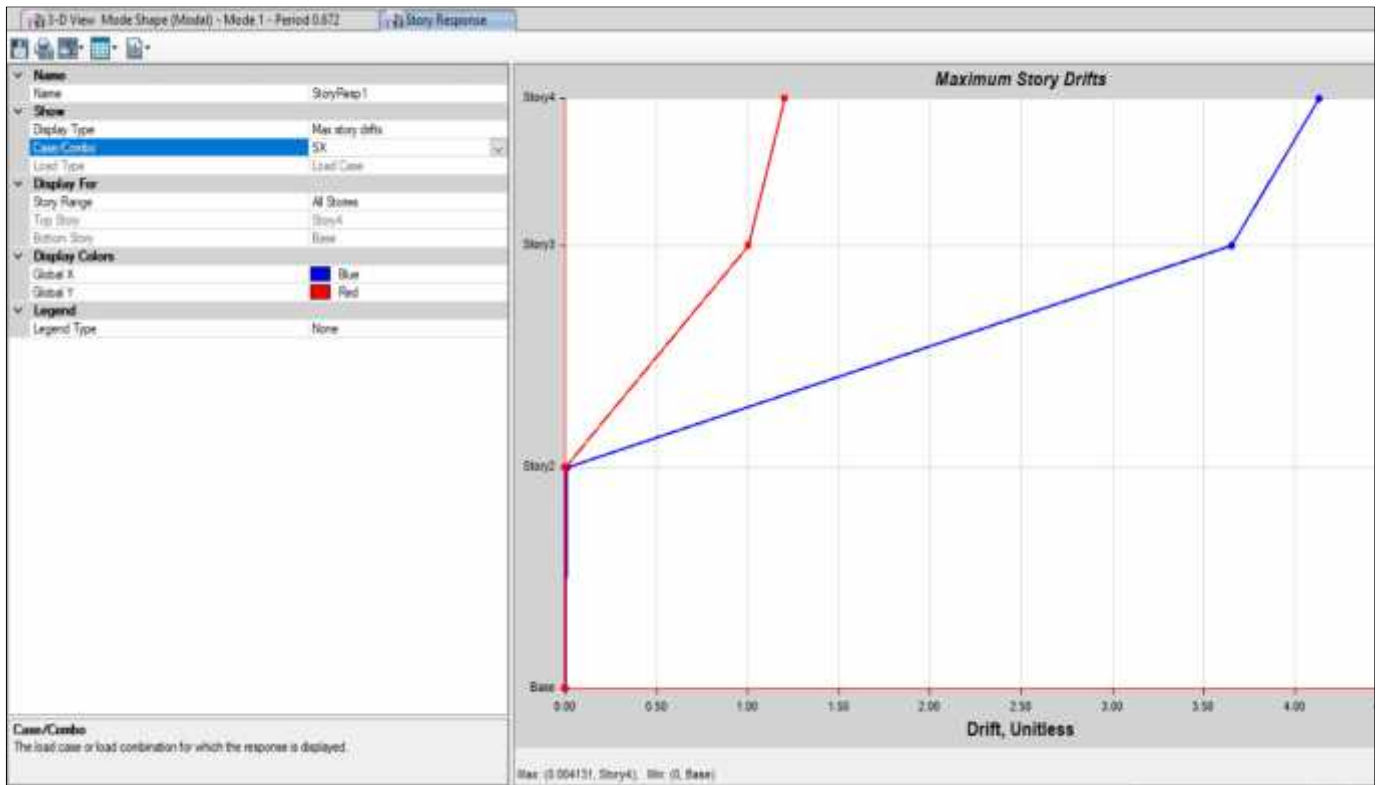 3-D View Mode Shape (Modal) - Mode 1 - Period 0.672
Story Response
Name
Name StoryResp1
Show
Display Type Max story drifts
Case/Combo SX
Load Type Load Case
Display For
Story Range All Stories
Top Story Story4
Bottom Story Base
Display Colors
Global X Blue
Global Y Red
Legend
Legend Type None
Case/Combo
The load case or load combination for which the response is displayed.
Maximum Story Drifts
Story4
Story3
Story2
Base
0.00 0.50 1.00 1.50 2.00 2.50 3.00 3.50 4.00
Drift, Unitless
Max: (0.004131, Story4); Min: (0, Base)